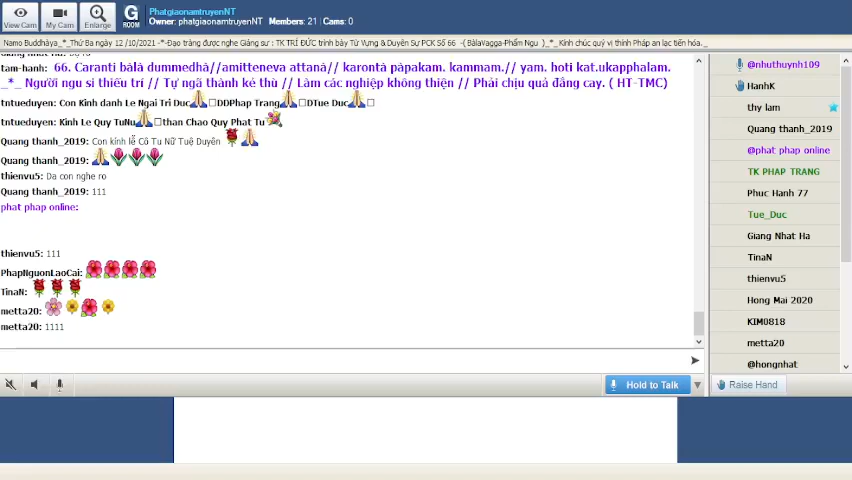 PhatgiaonamtruyenNT
Owner: phatgiaonamtruyenNT Members: 21 | Cams: 0
View Cam My Cam Enlarge G ROOM
Namo Buddhàya_*_Thứ Ba ngày 12 /10/2021 -*-Đạo tràng được nghe Giảng sư : TK TRÍ ĐỨC trình bày Từ Vựng & Duyên Sự PCK Số 66 -( BàlaVagga-Phẩm Ngu )_*_ Kính chúc quý vị thính Pháp an lạc tiến hóa._
tam-hanh: 66. Caranti bàlà dummedhà//amitteneva attanà// karontà pàpakam. kammam.// yam. hoti kat.ukapphalam.
_*_ Người ngu si thiếu trí // Tự ngã thành kẻ thù // Làm các nghiệp không thiện // Phải chịu quả đắng cay. ( HT-TMC)
tntueduyen: Con Kinh danh Le Ngai Tri Duc DDPhap Trang DTue Duc
tntueduyen: Kinh Le Quy TuNu than Chao Quy Phat Tu
Quang thanh_2019: Con kính lễ Cô Tu Nữ Tuệ Duyên
Quang thanh_2019:
thienvu5: Da con nghe ro
Quang thanh_2019: 111
phat phap online:
thienvu5: 111
PhapNguonLaoCai:
TinaN:
metta20:
metta20: 1111
Hold to Talk
@nhuthuynh109
HanhK
thy lam
Quang thanh_2019
@phat phap online
TK PHAP TRANG
Phuc Hanh 77
Tue_Duc
Giang Nhat Ha
TinaN
thienvu5
Hong Mai 2020
KIM0818
metta20
@hongnhat
Raise Hand